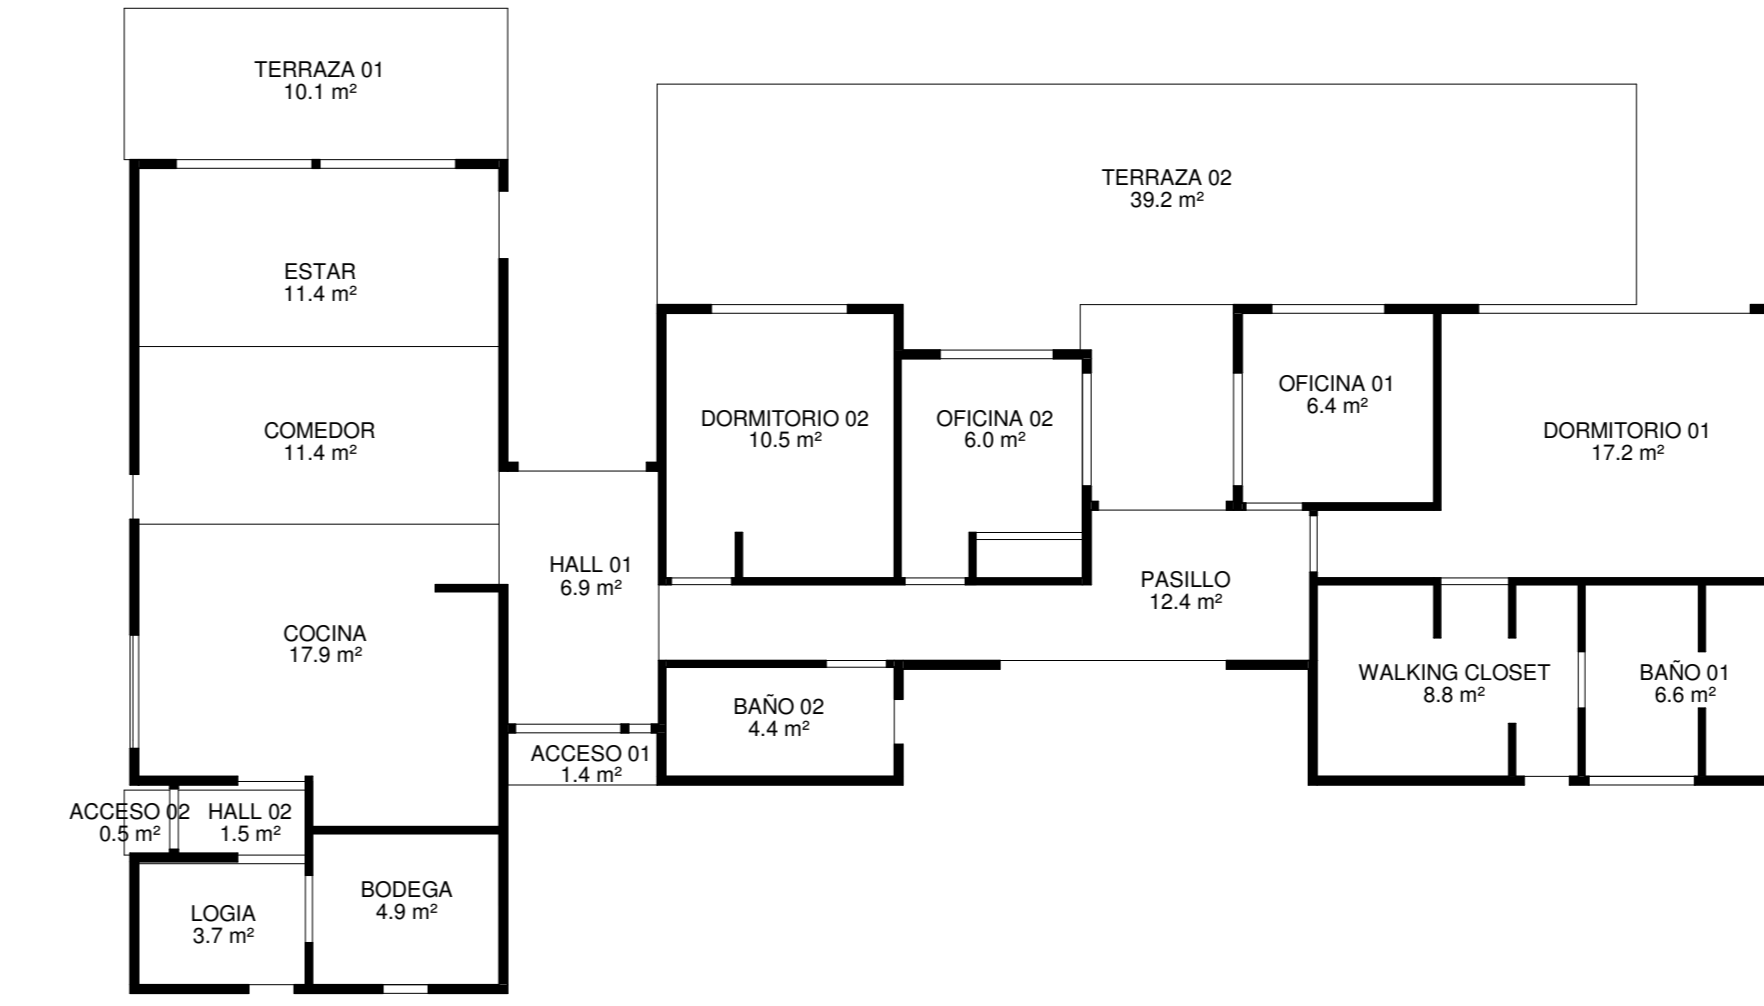 TERRAZA 01
10.1 m²
TERRAZA 02
39.2 m²
ESTAR
11.4 m²
COMEDOR
11.4 m²
DORMITORIO 02
10.5 m²
OFICINA 02
6.0 m²
OFICINA 01
6.4 m²
DORMITORIO 01
17.2 m²
HALL 01
6.9 m²
PASILLO
12.4 m²
COCINA
17.9 m²
WALKING CLOSET
8.8 m²
BAÑO 01
6.6 m²
BAÑO 02
4.4 m²
ACCESO 01
1.4 m²
ACCESO 02
0.5 m²
HALL 02
1.5 m²
BODEGA
4.9 m²
LOGIA
3.7 m²